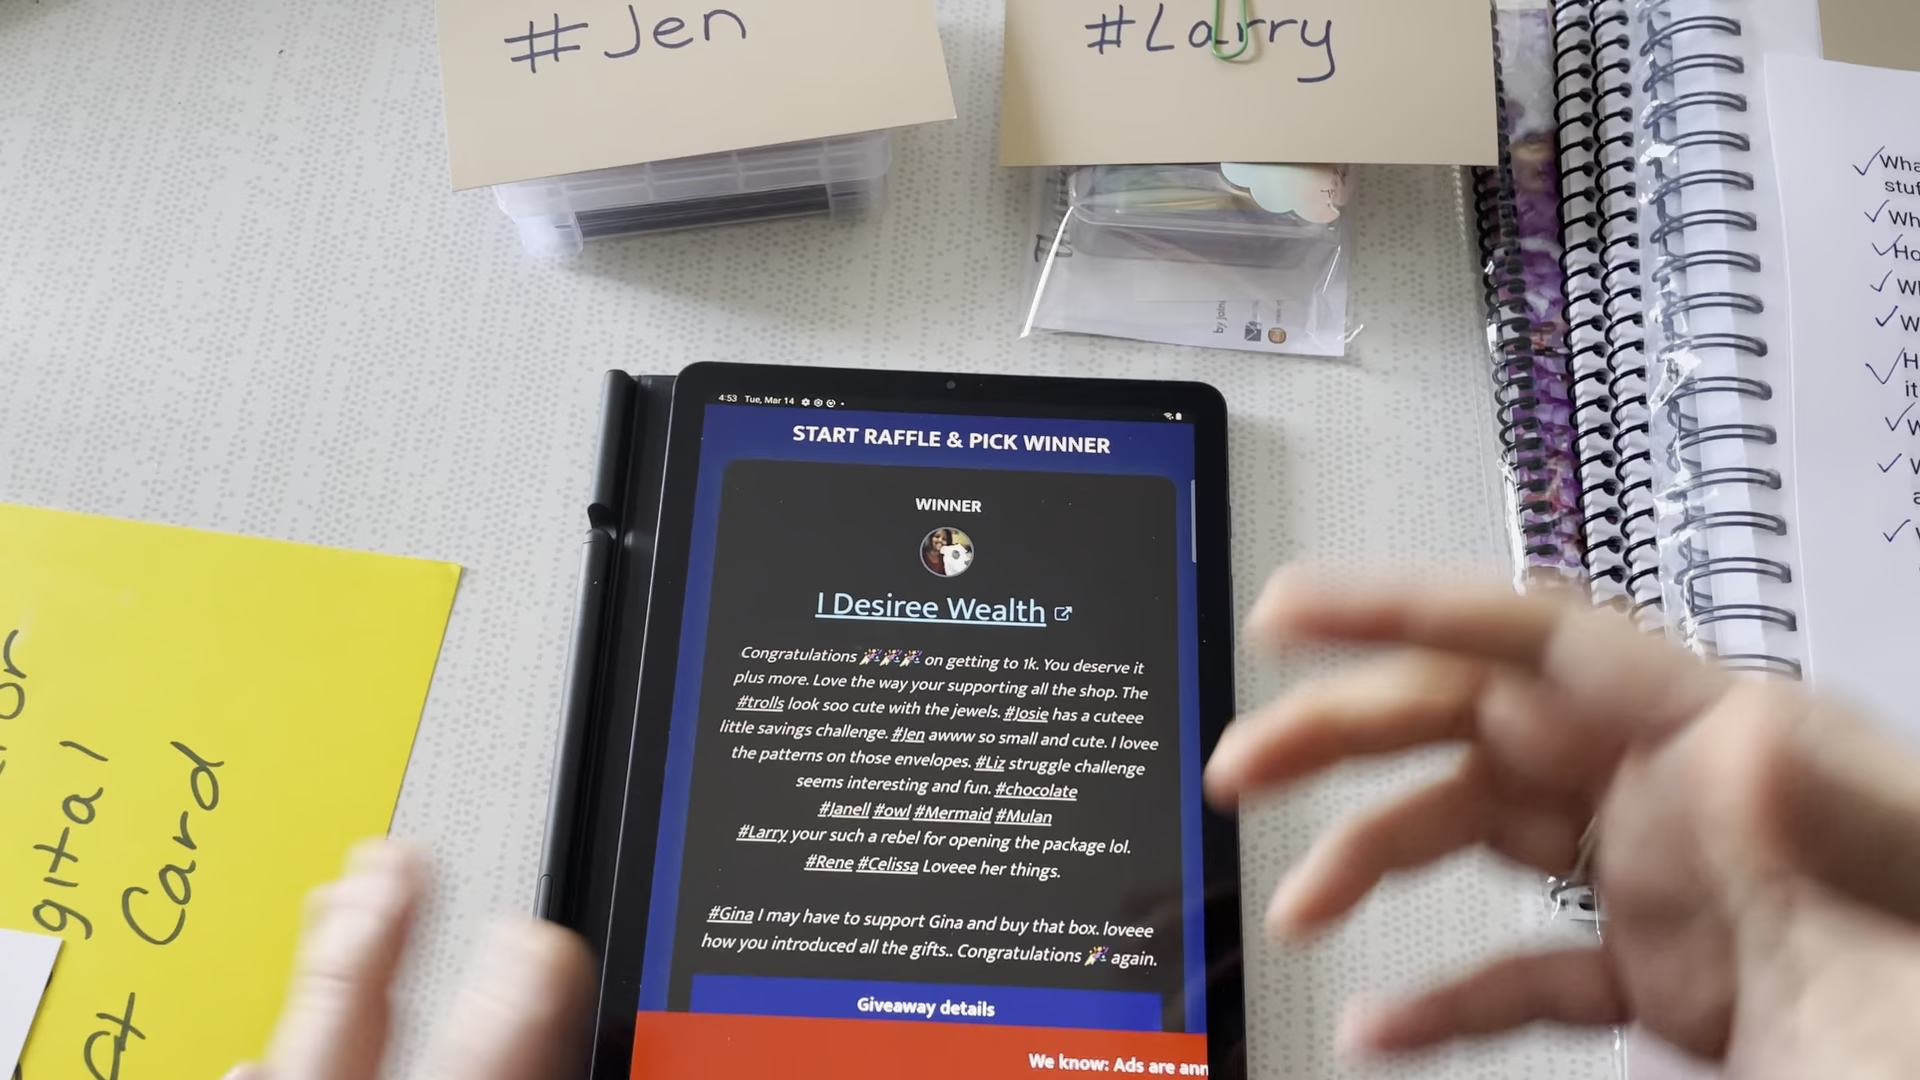 #Jen
#Larry
4:53 Tue, Mar 14
START RAFFLE & PICK WINNER
WINNER
I Desiree Wealth
Congratulations 🎉🎉🎉 on getting to 1k. You deserve it
plus more. Love the way your supporting all the shop. The
#trolls look soo cute with the jewels. #Josie has a cuteee
little savings challenge. #Jen awww so small and cute. I lovee
the patterns on those envelopes. #Liz struggle challenge
seems interesting and fun. #chocolate
#Janell #owl #Mermaid #Mulan
#Larry your such a rebel for opening the package lol.
#Rene #Celissa Loveee her things.
#Gina I may have to support Gina and buy that box. loveee
how you introduced all the gifts.. Congratulations 🎉 again.
Giveaway details
We know: Ads are ann
gital
Card
by